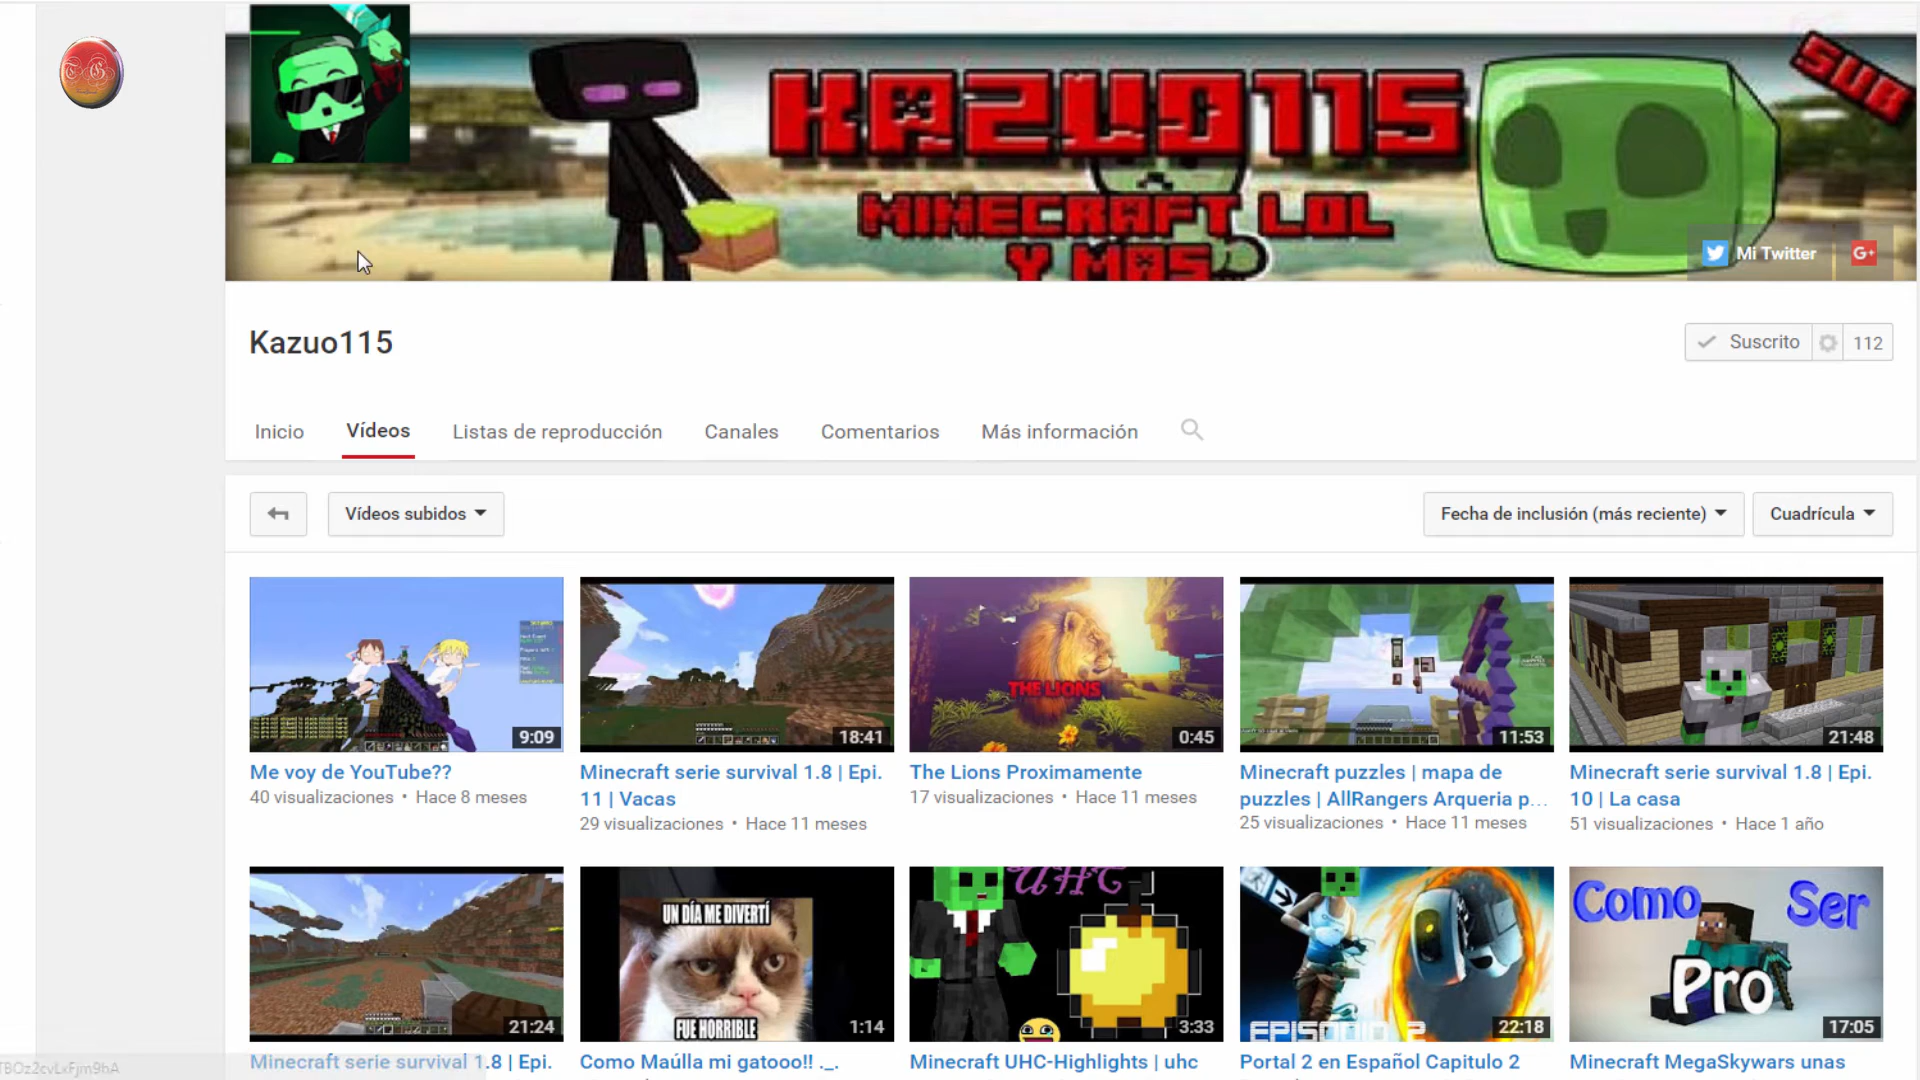 SUB
KAZUO115
MINECRAFT LOL
Y MAS
Mi Twitter
G+
Kazuo115
Suscrito
112
Inicio
Vídeos
Listas de reproducción
Canales
Comentarios
Más información
Vídeos subidos
Fecha de inclusión (más reciente)
Cuadrícula
9:09
18:41
THE LIONS
0:45
11:53
21:48
Me voy de YouTube??
40 visualizaciones • Hace 8 meses
Minecraft serie survival 1.8 | Epi.
11 | Vacas
29 visualizaciones • Hace 11 meses
The Lions Proximamente
17 visualizaciones • Hace 11 meses
Minecraft puzzles | mapa de
puzzles | AllRangers Arqueria p...
25 visualizaciones • Hace 11 meses
Minecraft serie survival 1.8 | Epi.
10 | La casa
51 visualizaciones • Hace 1 año
21:24
UN DÍA ME DIVERTÍ
FUE HORRIBLE
1:14
UHC
3:33
EPISODIO 2
22:18
Como Ser
Pro
17:05
Minecraft serie survival 1.8 | Epi.
Como Maúlla mi gatooo!! ._.
Minecraft UHC-Highlights | uhc
Portal 2 en Español Capitulo 2
Minecraft MegaSkywars unas
TBOz2cvLxFjm9hA